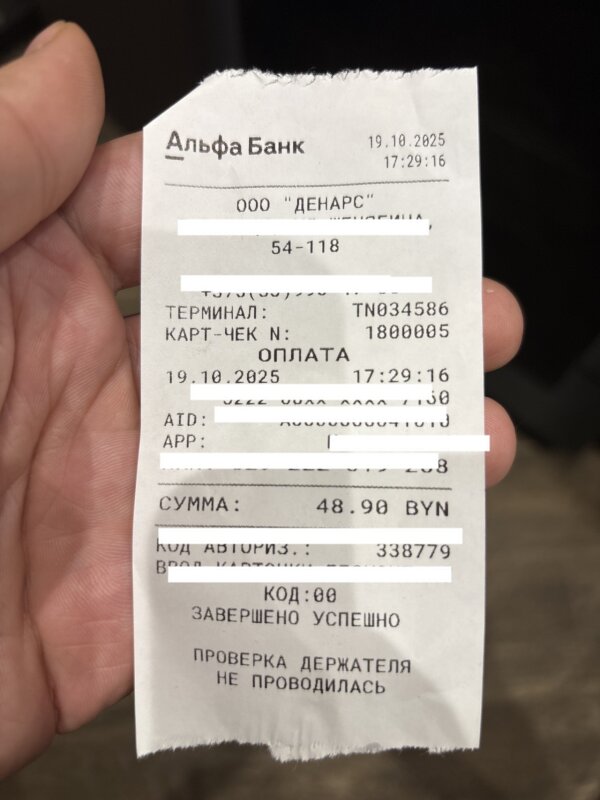 Альфа Банк
19.10.2025
17:29:16
ООО "ДЕНАРС"
54-118
ТЕРМИНАЛ: TN034586
КАРТ-ЧЕК N: 1800005
ОПЛАТА
19.10.2025 17:29:16
AID:
APP:
СУММА: 48.90 BYN
КОД АВТОРИЗ.: 338779
КОД:00
ЗАВЕРШЕНО УСПЕШНО
ПРОВЕРКА ДЕРЖАТЕЛЯ
НЕ ПРОВОДИЛАСЬ